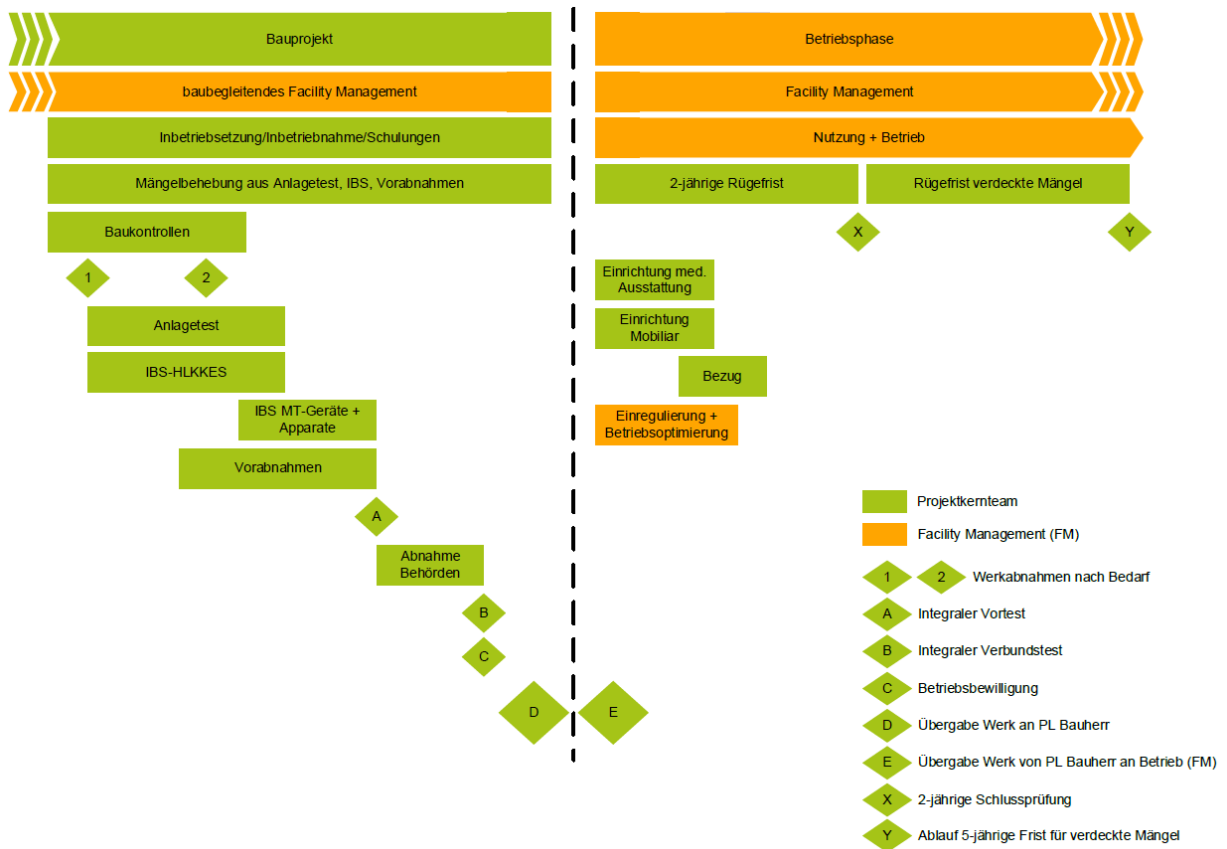 Bauprojekt
Betriebsphase
baubegleitendes Facility Management
Facility Management
Inbetriebsetzung/Inbetriebnahme/Schulungen
Nutzung + Betrieb
Mängelbehebung aus Anlagetest, IBS, Vorabnahmen
2-jährige Rügefrist
Rügefrist verdeckte Mängel
Baukontrollen
X
Y
1
2
Einrichtung med.
Ausstattung
Anlagetest
Einrichtung
Mobiliar
IBS-HLKKES
Bezug
IBS MT-Geräte +
Apparate
Einregulierung +
Betriebsoptimierung
Vorabnahmen
A
Abnahme
Behörden
B
C
D
E
Projektkernteam
Facility Management (FM)
1 2 Werkabnahmen nach Bedarf
A Integraler Vortest
B Integraler Verbundstest
C Betriebsbewilligung
D Übergabe Werk an PL Bauherr
E Übergabe Werk von PL Bauherr an Betrieb (FM)
X 2-jährige Schlussprüfung
Y Ablauf 5-jährige Frist für verdeckte Mängel